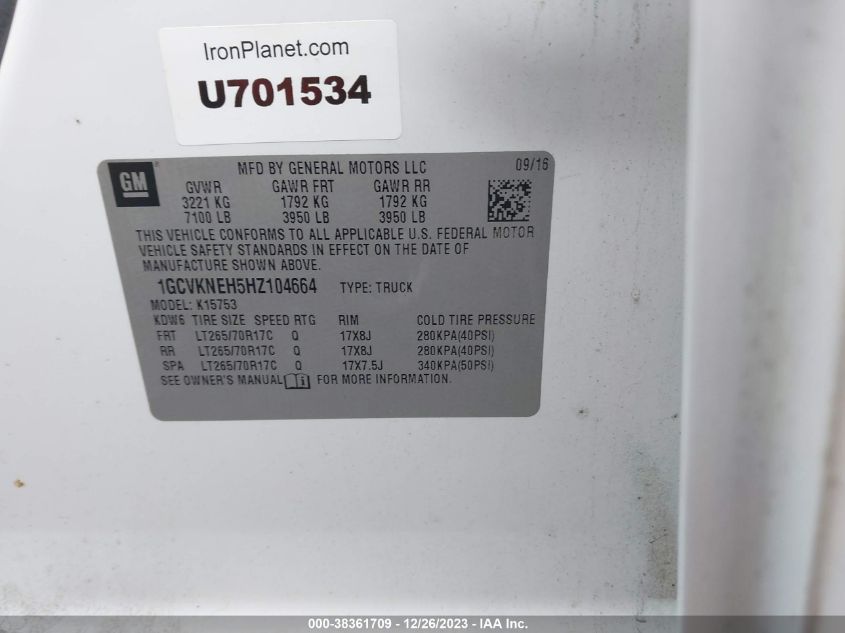 IronPlanet.com
U701534
GM
MFD BY GENERAL MOTORS LLC 09/16
GVWR GAWR FRT GAWR RR
3221 KG 1792 KG 1792 KG
7100 LB 3950 LB 3950 LB
THIS VEHICLE CONFORMS TO ALL APPLICABLE U.S. FEDERAL MOTOR
VEHICLE SAFETY STANDARDS IN EFFECT ON THE DATE OF
MANUFACTURE SHOWN ABOVE.
1GCVKNEH5HZ104664 TYPE: TRUCK
MODEL: K15753
KDW6 TIRE SIZE SPEED RTG RIM COLD TIRE PRESSURE
FRT LT265/70R17C Q 17X8J 280KPA(40PSI)
RR LT265/70R17C Q 17X8J 280KPA(40PSI)
SPA LT265/70R17C Q 17X7.5J 340KPA(50PSI)
SEE OWNER'S MANUAL FOR MORE INFORMATION.
000-38361709 - 12/26/2023 - IAA Inc.